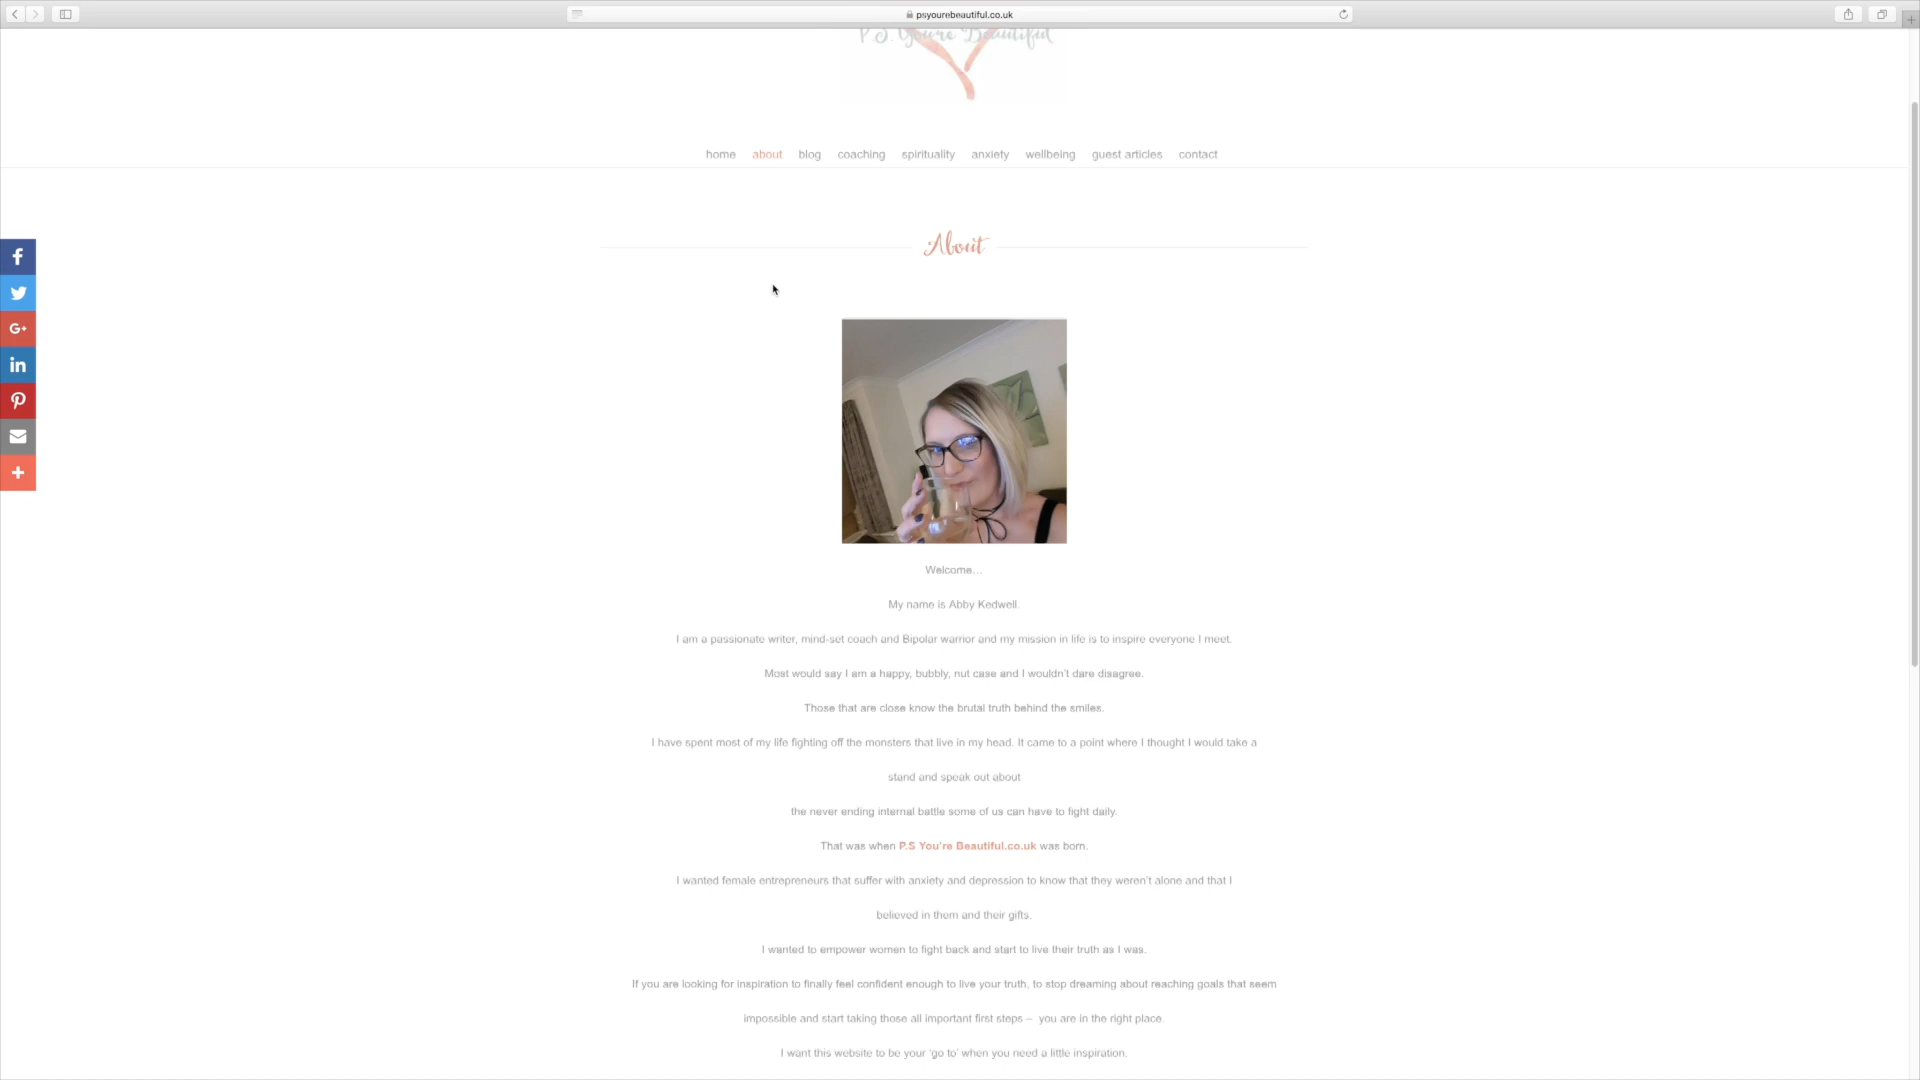 psyourebeautiful.co.uk
P.S. You're Beautiful
home about blog coaching spirituality anxiety wellbeing guest articles contact
About
Welcome…
My name is Abby Kedwell.
I am a passionate writer, mind-set coach and Bipolar warrior and my mission in life is to inspire everyone I meet.
Most would say I am a happy, bubbly, nut case and I wouldn't dare disagree.
Those that are close know the brutal truth behind the smiles.
I have spent most of my life fighting off the monsters that live in my head. It came to a point where I thought I would take a
stand and speak out about
the never ending internal battle some of us can have to fight daily.
That was when P.S You're Beautiful.co.uk was born.
I wanted female entrepreneurs that suffer with anxiety and depression to know that they weren't alone and that I
believed in them and their gifts.
I wanted to empower women to fight back and start to live their truth as I was.
If you are looking for inspiration to finally feel confident enough to live your truth, to stop dreaming about reaching goals that seem
impossible and start taking those all important first steps – you are in the right place.
I want this website to be your 'go to' when you need a little inspiration.